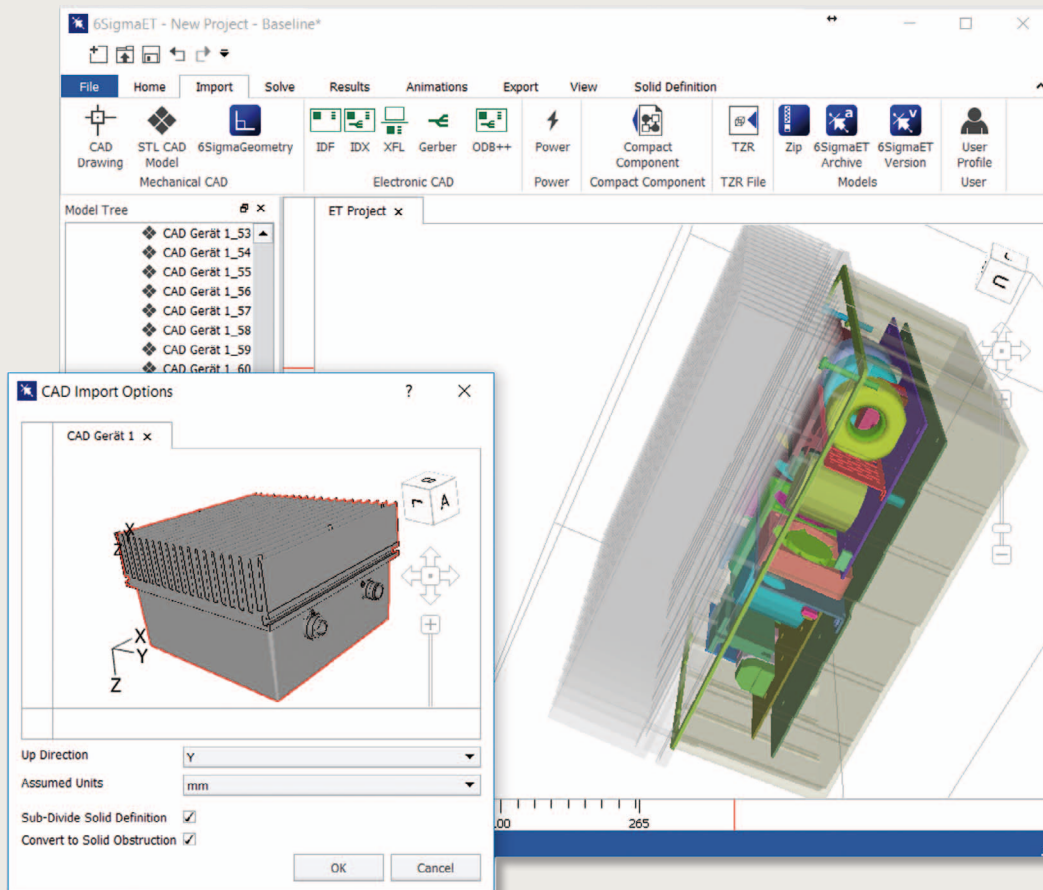 6SigmaET - New Project - Baseline*
File Home Import Solve Results Animations Export View Solid Definition
CAD Drawing
STL CAD Model
6SigmaGeometry
IDF
IDX
XFL
Gerber
ODB++
Power
Compact Component
TZR
Zip
6SigmaET Archive
6SigmaET Version
User Profile
Mechanical CAD
Electronic CAD
Power
Compact Component
TZR File
Models
User
Model Tree
ET Project
CAD Gerät 1_53
CAD Gerät 1_54
CAD Gerät 1_55
CAD Gerät 1_56
CAD Gerät 1_57
CAD Gerät 1_58
CAD Gerät 1_59
CAD Gerät 1_60
CAD Import Options
?
CAD Gerät 1
A
X
Y
Z
Up Direction
Y
Assumed Units
mm
Sub-Divide Solid Definition
Convert to Solid Obstruction
OK
Cancel
265